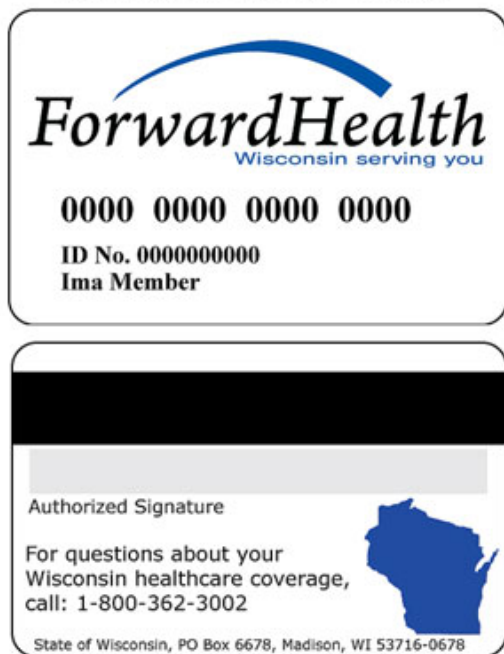 ForwardHealth
Wisconsin serving you
0000 0000 0000 0000
ID No. 0000000000
Ima Member
Authorized Signature
For questions about your
Wisconsin healthcare coverage,
call: 1-800-362-3002
State of Wisconsin, PO Box 6678, Madison, WI 53716-0678